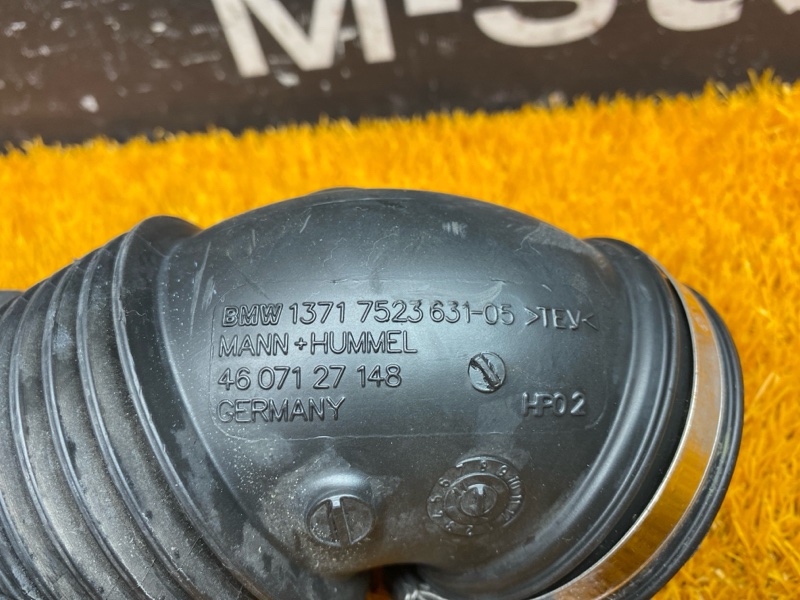 BMW 1371 7523 631-05 >TEV<
MANN+HUMMEL
46 071 27 148
GERMANY
HP02